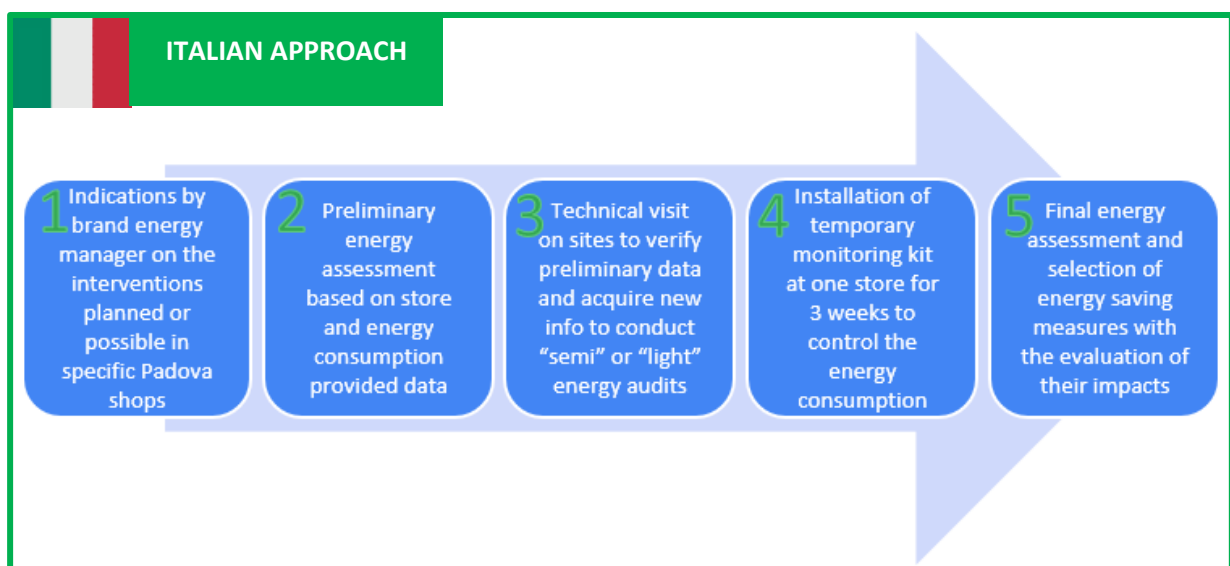 ITALIAN APPROACH
1 Indications by
brand energy
manager on the
interventions
planned or
possible in
specific Padova
shops
2 Preliminary
energy
assessment
based on store
and energy
consumption
provided data
3 Technical visit
on sites to verify
preliminary data
and acquire new
info to conduct
“semi” or “light”
energy audits
4 Installation of
temporary
monitoring kit
at one store for
3 weeks to
control the
energy
consumption
5 Final energy
assessment and
selection of
energy saving
measures with
the evaluation of
their impacts